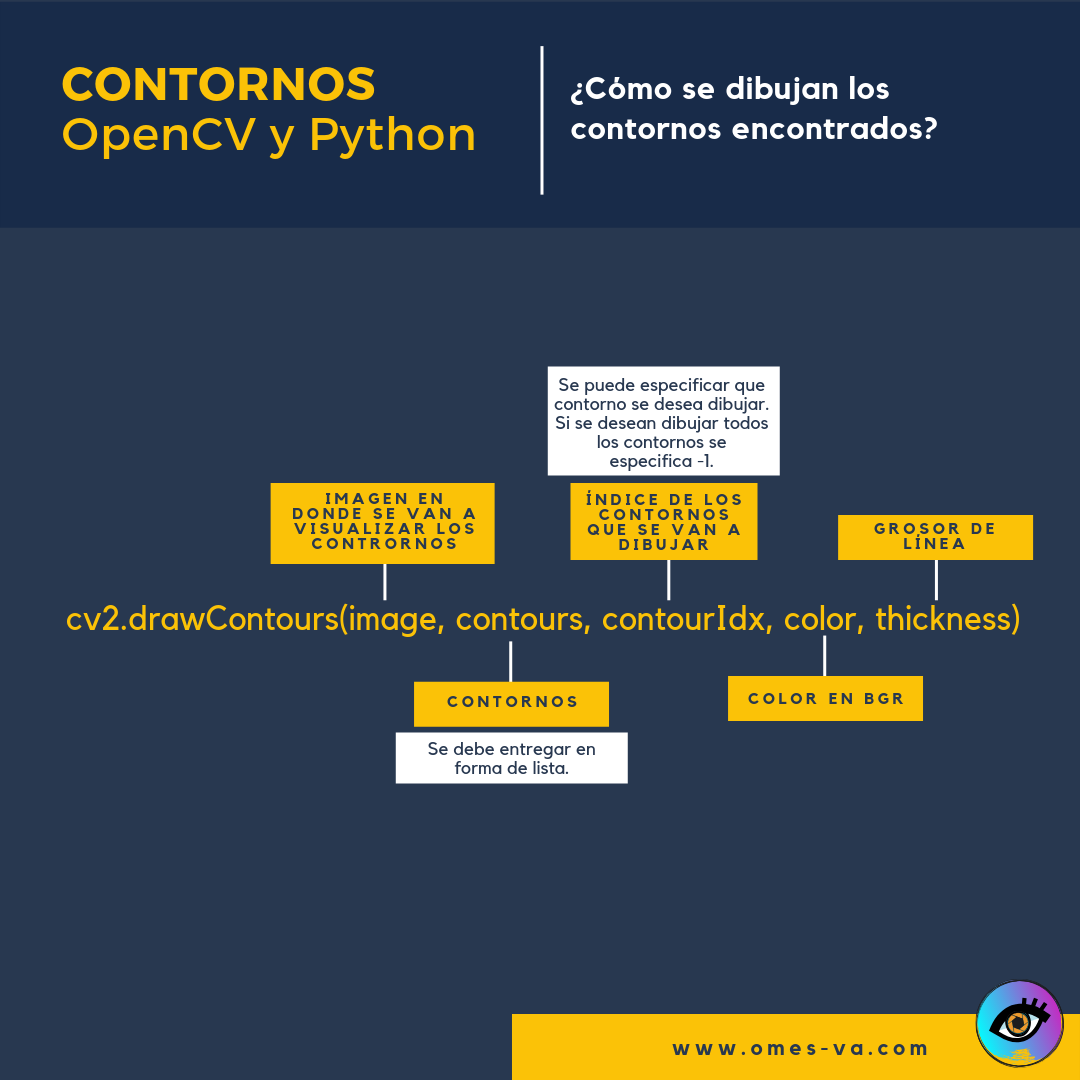 CONTORNOS
OpenCV y Python
¿Cómo se dibujan los
contornos encontrados?
Se puede especificar que
contorno se desea dibujar.
Si se desean dibujar todos
los contornos se
especifica -1.
IMAGEN EN
DONDE SE VAN A
VISUALIZAR LOS
CONTRORNOS
ÍNDICE DE LOS
CONTORNOS
QUE SE VAN A
DIBUJAR
GROSOR DE
LÍNEA
cv2.drawContours(image, contours, contourIdx, color, thickness)
CONTORNOS
Se debe entregar en
forma de lista.
COLOR EN BGR
www.omes-va.com